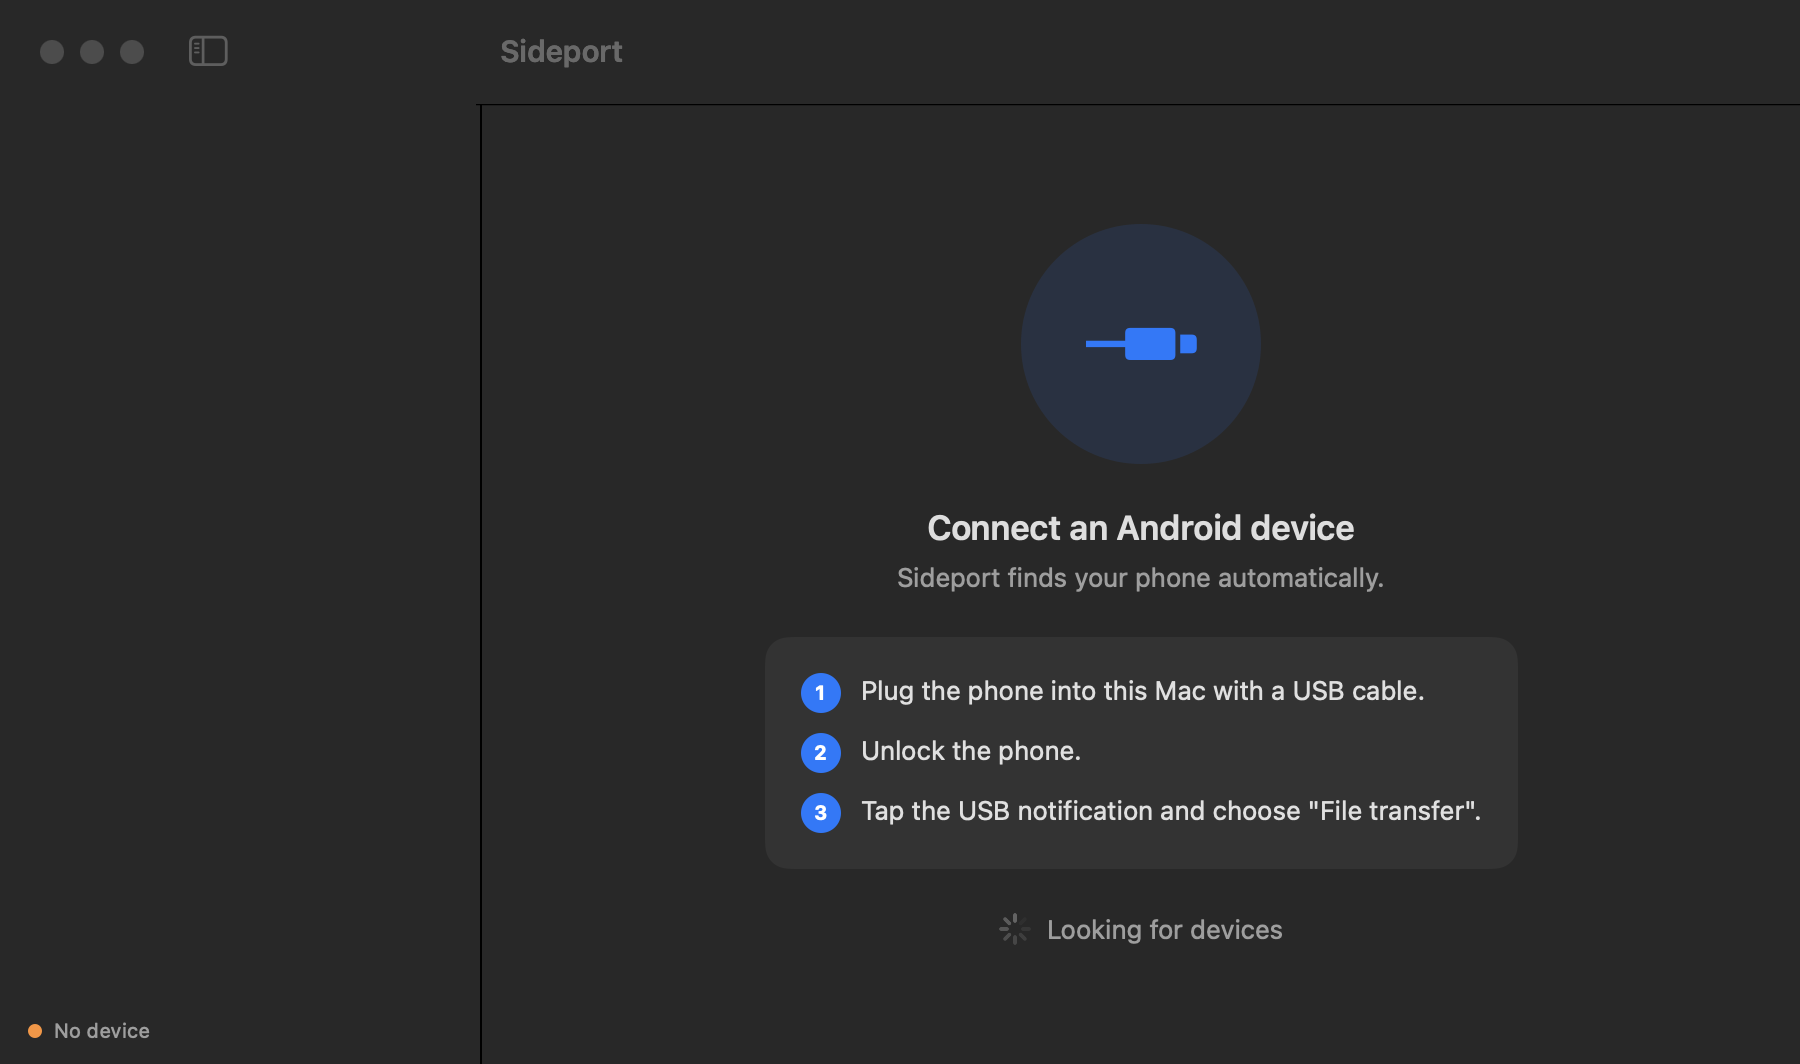 Sideport
Connect an Android device
Sideport finds your phone automatically.
1 Plug the phone into this Mac with a USB cable.
2 Unlock the phone.
3 Tap the USB notification and choose "File transfer".
Looking for devices
No device